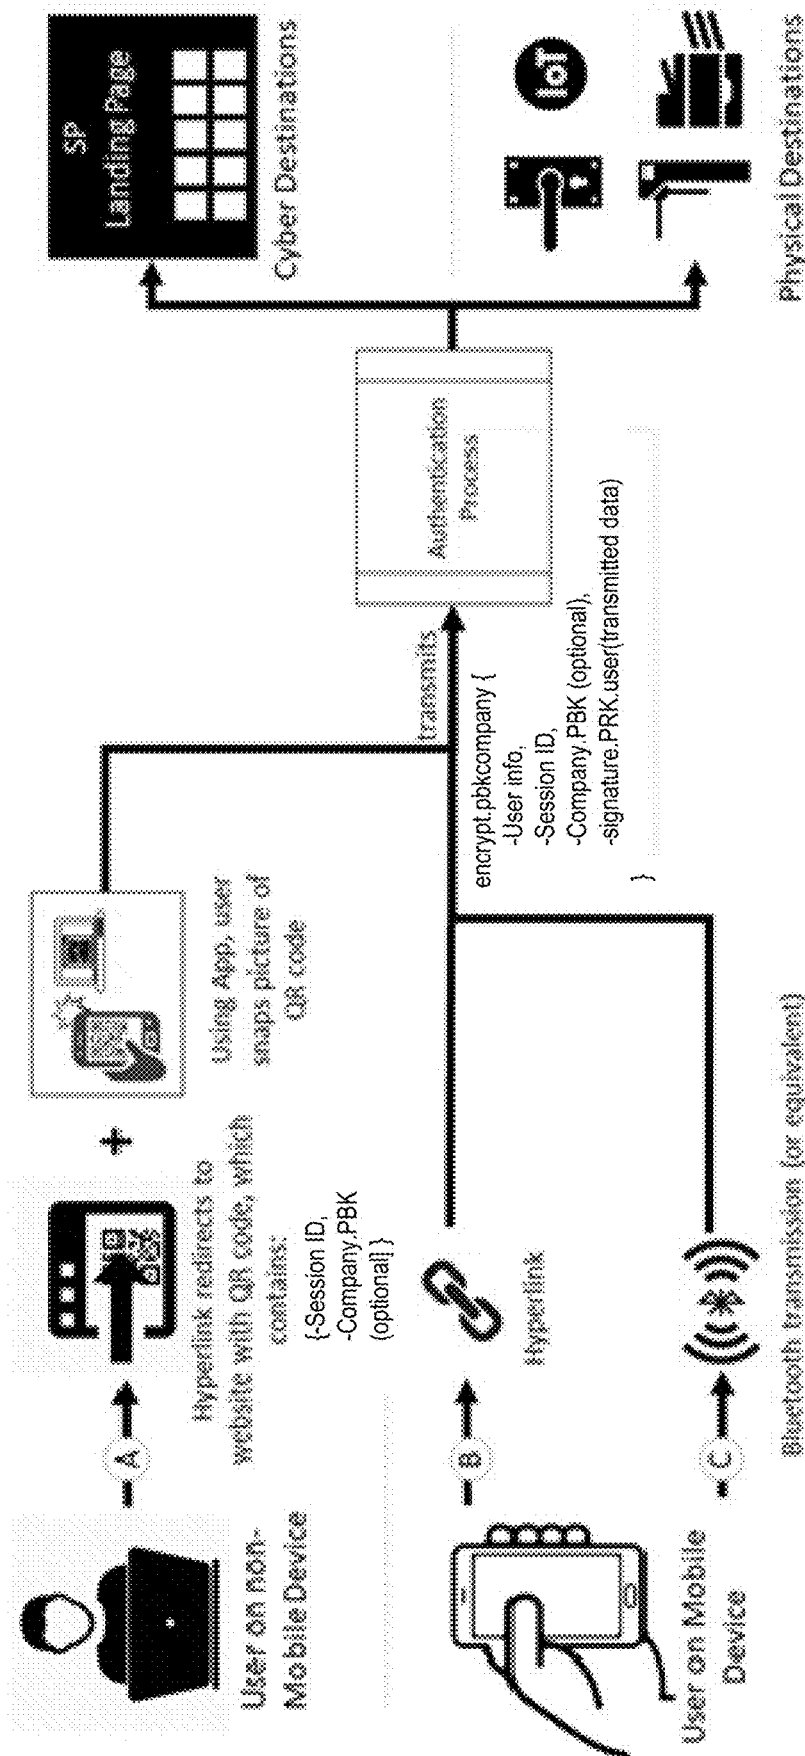 User on non-
Mobile Device
A
Hyperlink redirects to
website with QR code, which
contains:
{-Session ID,
-Company.PBK
(optional] }
+
Using App, user
snaps picture of
QR code
User on Mobile
Device
B
Hyperlink
C
Bluetooth transmission (or equivalent)
transmits
encrypt.pbkcompany {
-User info,
-Session ID,
-Company.PBK (optional),
-signature.PRK.user(transmitted data)
}
Authentication
Process
SP
Landing Page
Cyber Destinations
IoT
Physical Destinations